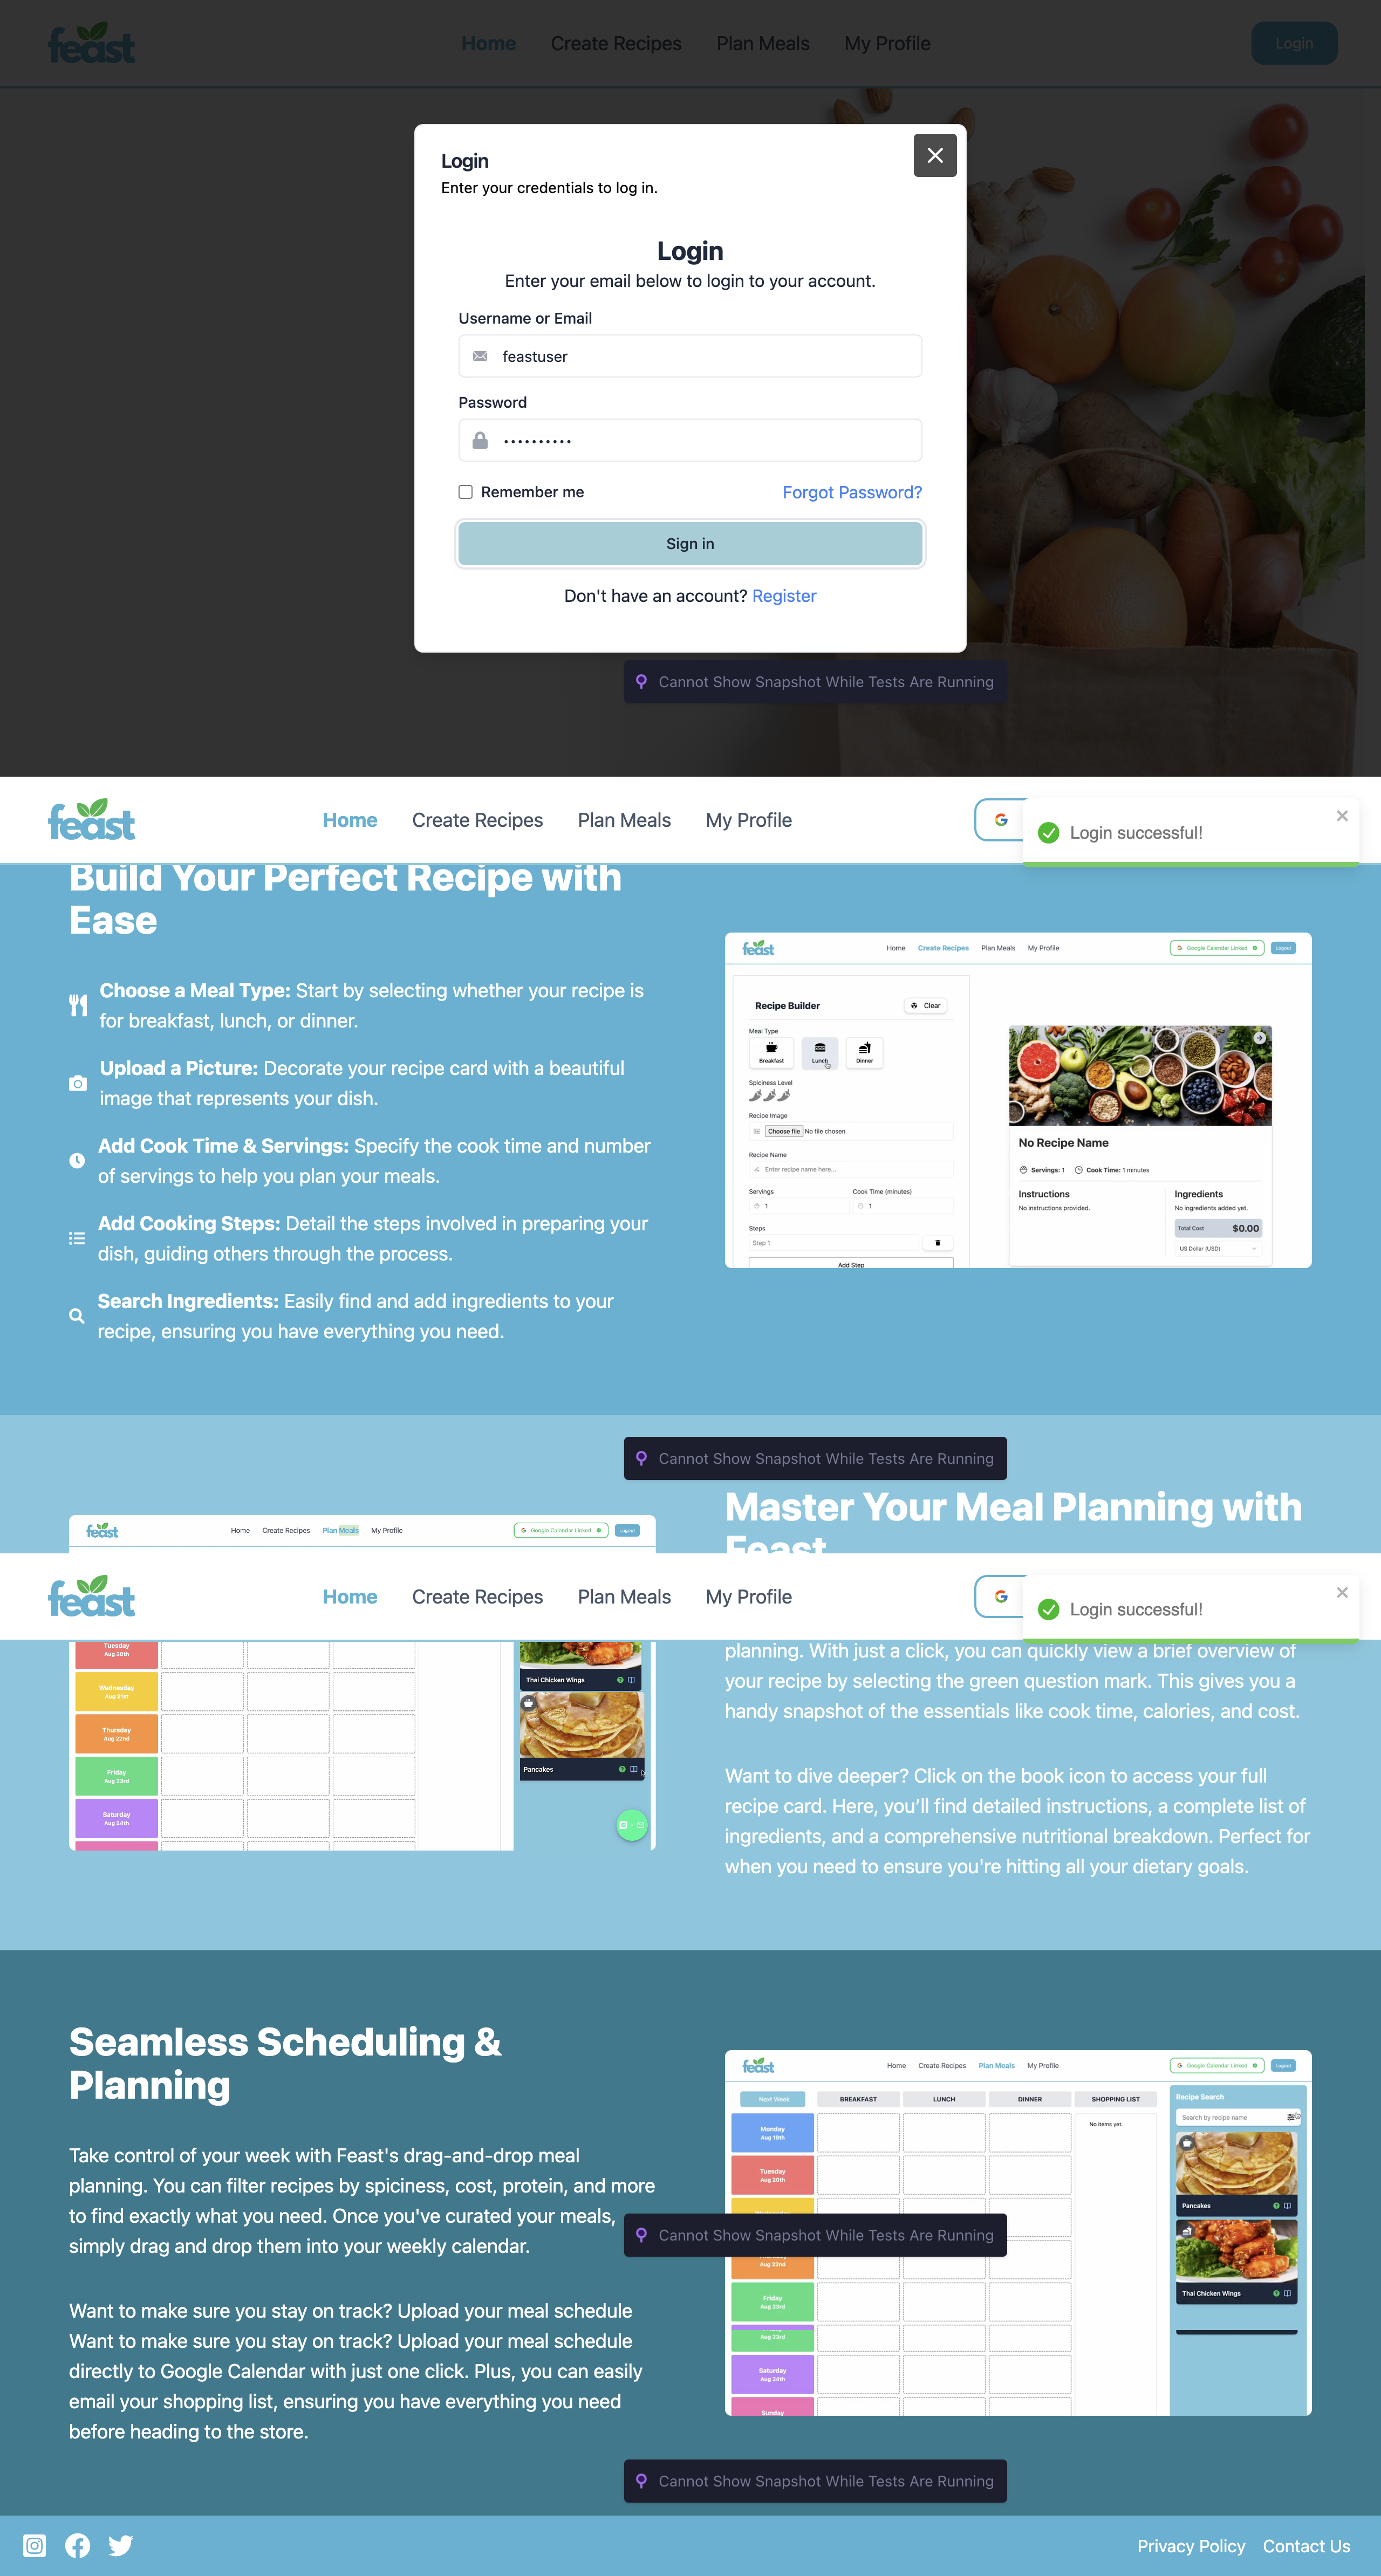 feast
Home Create Recipes Plan Meals My Profile
Login
Login
Enter your credentials to log in.
Login
Enter your email below to login to your account.
Username or Email
feastuser
Password
Remember me Forgot Password?
Sign in
Don't have an account? Register
Cannot Show Snapshot While Tests Are Running
feast
Home Create Recipes Plan Meals My Profile
G
Login successful!
Build Your Perfect Recipe with
Ease
Choose a Meal Type: Start by selecting whether your recipe is
for breakfast, lunch, or dinner.
Upload a Picture: Decorate your recipe card with a beautiful
image that represents your dish.
Add Cook Time & Servings: Specify the cook time and number
of servings to help you plan your meals.
Add Cooking Steps: Detail the steps involved in preparing your
dish, guiding others through the process.
Search Ingredients: Easily find and add ingredients to your
recipe, ensuring you have everything you need.
feast
Home Create Recipes Plan Meals My Profile
Google Calendar Linked
Logout
Recipe Builder
Clear
Meal Type
Breakfast Lunch Dinner
Spiciness Level
Recipe Image
Choose file No file chosen
Recipe Name
Enter recipe name here...
Servings Cook Time (minutes)
1 1
Steps
Step 1
Add Step
No Recipe Name
Servings: 1 Cook Time: 1 minutes
Instructions
No instructions provided.
Ingredients
No ingredients added yet.
Total Cost $0.00
US Dollar (USD)
Cannot Show Snapshot While Tests Are Running
Master Your Meal Planning with
Feast
feast
Home Create Recipes Plan Meals My Profile
Google Calendar Linked
Logout
feast
Home Create Recipes Plan Meals My Profile
G
Login successful!
Tuesday
Aug 20th
Wednesday
Aug 21st
Thursday
Aug 22nd
Friday
Aug 23rd
Saturday
Aug 24th
Thai Chicken Wings
Pancakes
planning. With just a click, you can quickly view a brief overview of
your recipe by selecting the green question mark. This gives you a
handy snapshot of the essentials like cook time, calories, and cost.
Want to dive deeper? Click on the book icon to access your full
recipe card. Here, you’ll find detailed instructions, a complete list of
ingredients, and a comprehensive nutritional breakdown. Perfect for
when you need to ensure you're hitting all your dietary goals.
Seamless Scheduling &
Planning
Take control of your week with Feast's drag-and-drop meal
planning. You can filter recipes by spiciness, cost, protein, and more
to find exactly what you need. Once you've curated your meals,
simply drag and drop them into your weekly calendar.
Want to make sure you stay on track? Upload your meal schedule
Want to make sure you stay on track? Upload your meal schedule
directly to Google Calendar with just one click. Plus, you can easily
email your shopping list, ensuring you have everything you need
before heading to the store.
feast
Home Create Recipes Plan Meals My Profile
Google Calendar Linked
Logout
Next Week
BREAKFAST LUNCH DINNER SHOPPING LIST
No items yet.
Recipe Search
Search by recipe name
Monday
Aug 19th
Tuesday
Aug 20th
Cannot Show Snapshot While Tests Are Running
Aug 22nd
Friday
Aug 23rd
Aug 23rd
Saturday
Aug 24th
Sunday
Pancakes
Thai Chicken Wings
Cannot Show Snapshot While Tests Are Running
Privacy Policy Contact Us